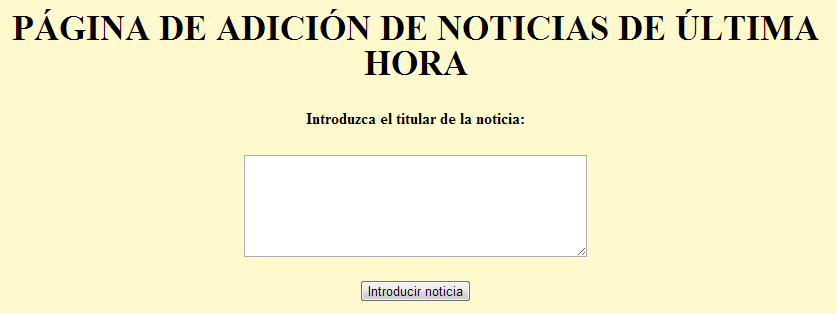 PÁGINA DE ADICIÓN DE NOTICIAS DE ÚLTIMA
HORA
Introduzca el titular de la noticia:
Introducir noticia